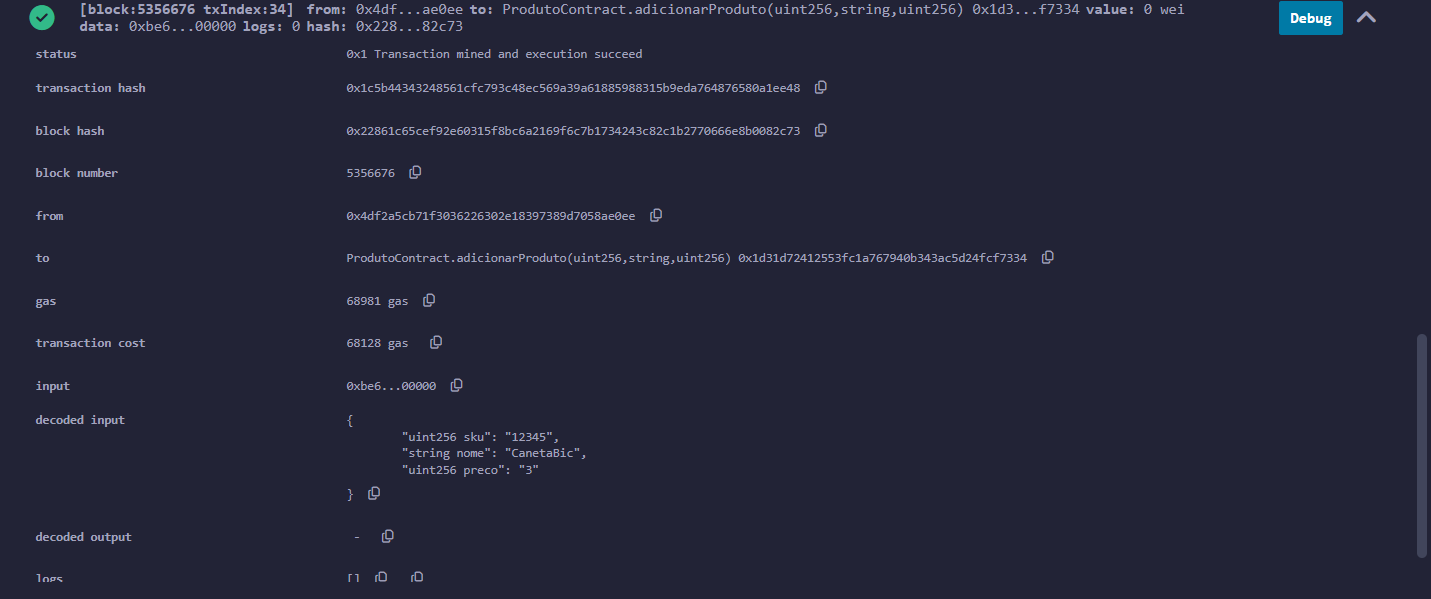 [block:5356676 txIndex:34] from: 0x4df...ae0ee to: ProdutoContract.adicionarProduto(uint256,string,uint256) 0x1d3...f7334 value: 0 wei
data: 0xbe6...00000 logs: 0 hash: 0x228...82c73
Debug
status 0x1 Transaction mined and execution succeed
transaction hash 0x1c5b44343248561cfc793c48ec569a39a61885988315b9eda764876580a1ee48
block hash 0x22861c65cef92e60315f8bc6a2169f6c7b1734243c82c1b2770666e8b0082c73
block number 5356676
from 0x4df2a5cb71f3036226302e18397389d7058ae0ee
to ProdutoContract.adicionarProduto(uint256,string,uint256) 0x1d31d72412553fc1a767940b343ac5d24fcf7334
gas 68981 gas
transaction cost 68128 gas
input 0xbe6...00000
decoded input {
"uint256 sku": "12345",
"string nome": "CanetaBic",
"uint256 preco": "3"
}
decoded output -
logs []